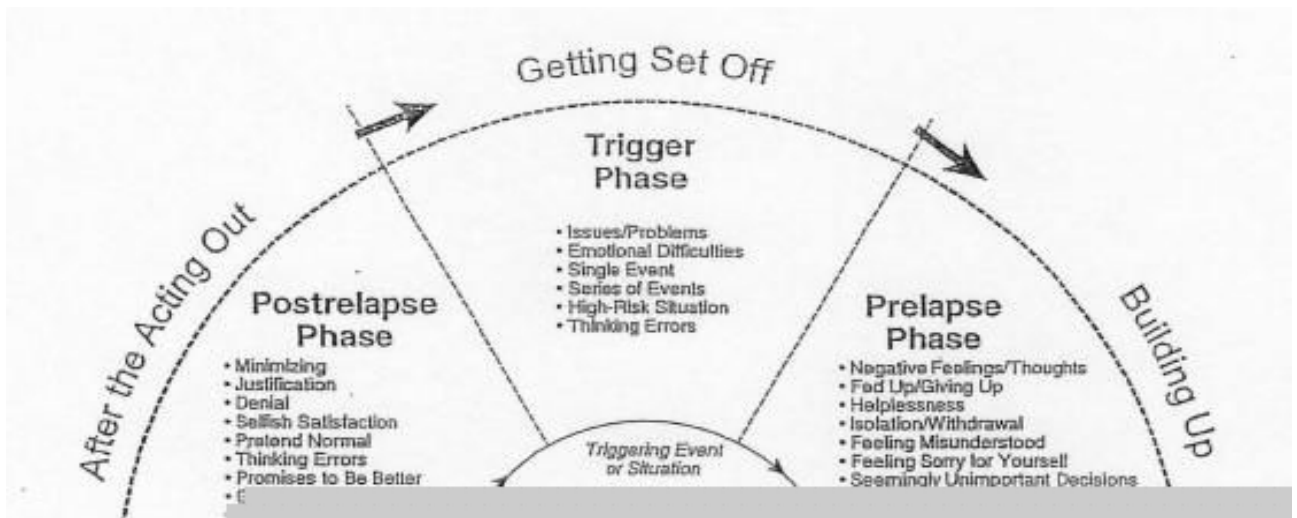 Getting Set Off
Trigger
Phase
• Issues/Problems
• Emotional Difficulties
• Single Event
• Series of Events
• High-Risk Situation
• Thinking Errors
After the Acting Out
Postrelapse
Phase
• Minimizing
• Justification
• Denial
• Selfish Satisfaction
• Pretend Normal
• Thinking Errors
• Promises to Be Better
Building Up
Prelapse
Phase
• Negative Feelings/Thoughts
• Fed Up/Giving Up
• Helplessness
• Isolation/Withdrawal
• Feeling Misunderstood
• Feeling Sorry for Yourself
• Seemingly Unimportant Decisions
Triggering Event
or Situation